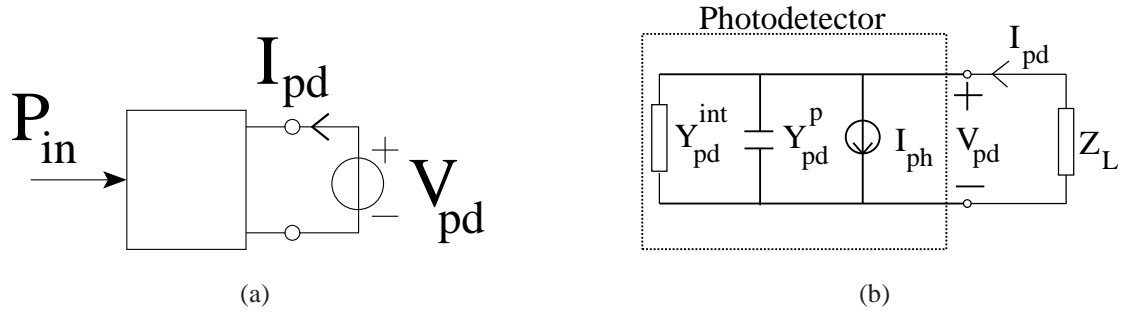 P_in
I_pd
+
−
V_pd
(a)
Photodetector
I_pd
Y_pd^int
Y_pd^p
I_ph
+
V_pd
−
Z_L
(b)